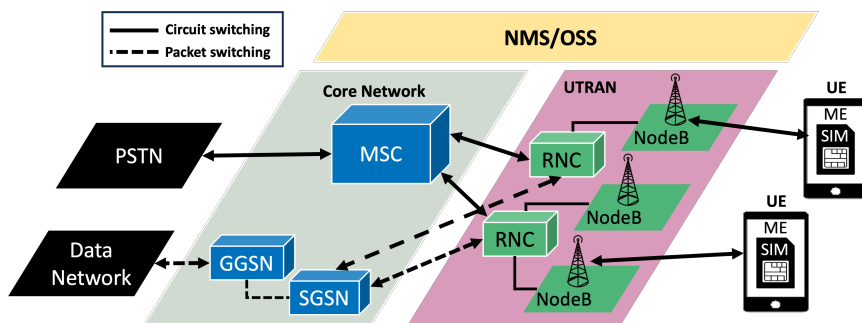 Circuit switching
Packet switching
NMS/OSS
Core Network
UTRAN
UE
ME
SIM
NodeB
RNC
MSC
PSTN
NodeB
UE
ME
SIM
RNC
Data
Network
GGSN
SGSN
NodeB